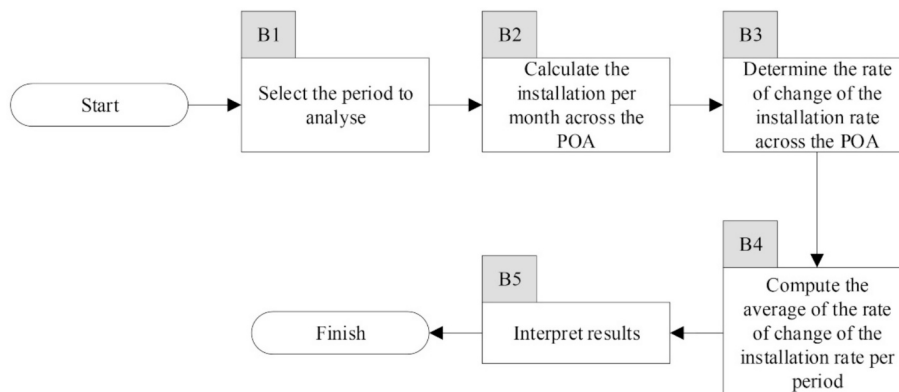 B1
B2
B3
Start
Select the period to
analyse
Calculate the
installation per
month across the
POA
Determine the rate
of change of the
installation rate
across the POA
B4
B5
Finish
Interpret results
Compute the
average of the rate
of change of the
installation rate per
period